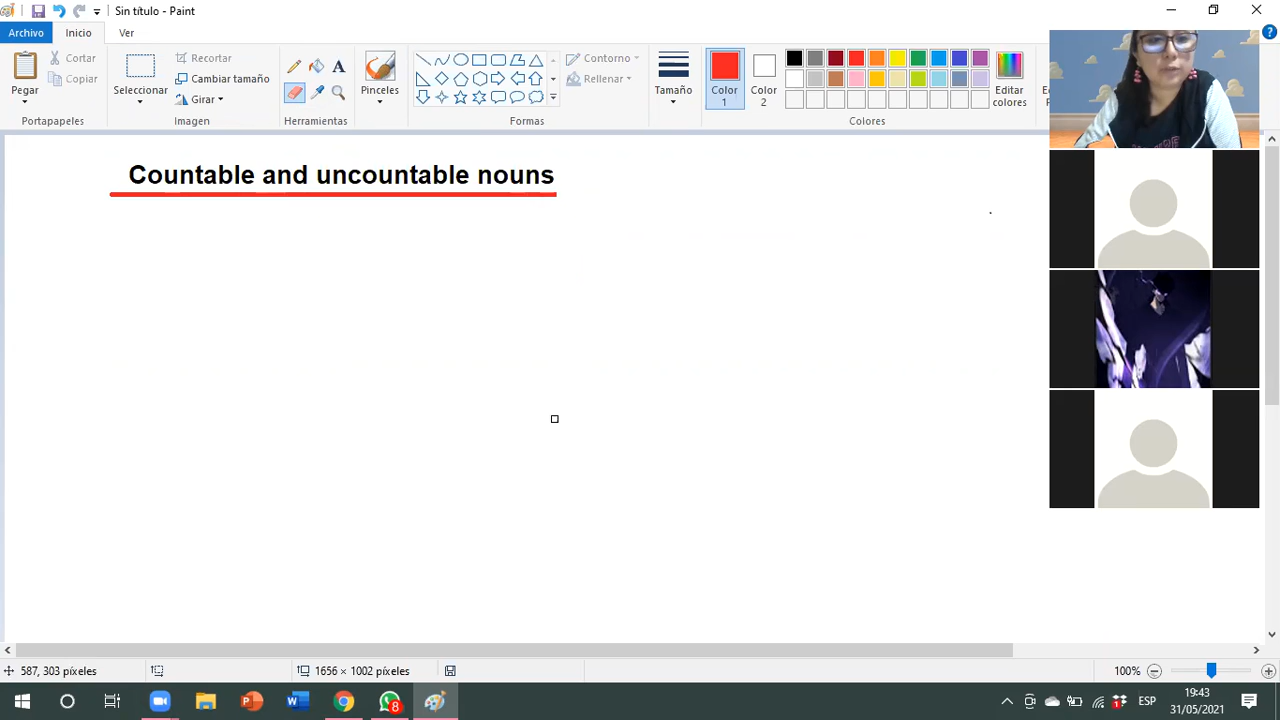 Sin título - Paint
Archivo
Inicio
Ver
Pegar
Cortar
Copiar
Portapapeles
Seleccionar
Recortar
Cambiar tamaño
Girar
Imagen
A
Herramientas
Pinceles
Contorno
Rellenar
Formas
Tamaño
Color
1
Color
2
Editar
colores
Colores
Countable and uncountable nouns
587, 303 píxeles
1656 × 1002 píxeles
100%
8
ESP
19:43
31/05/2021